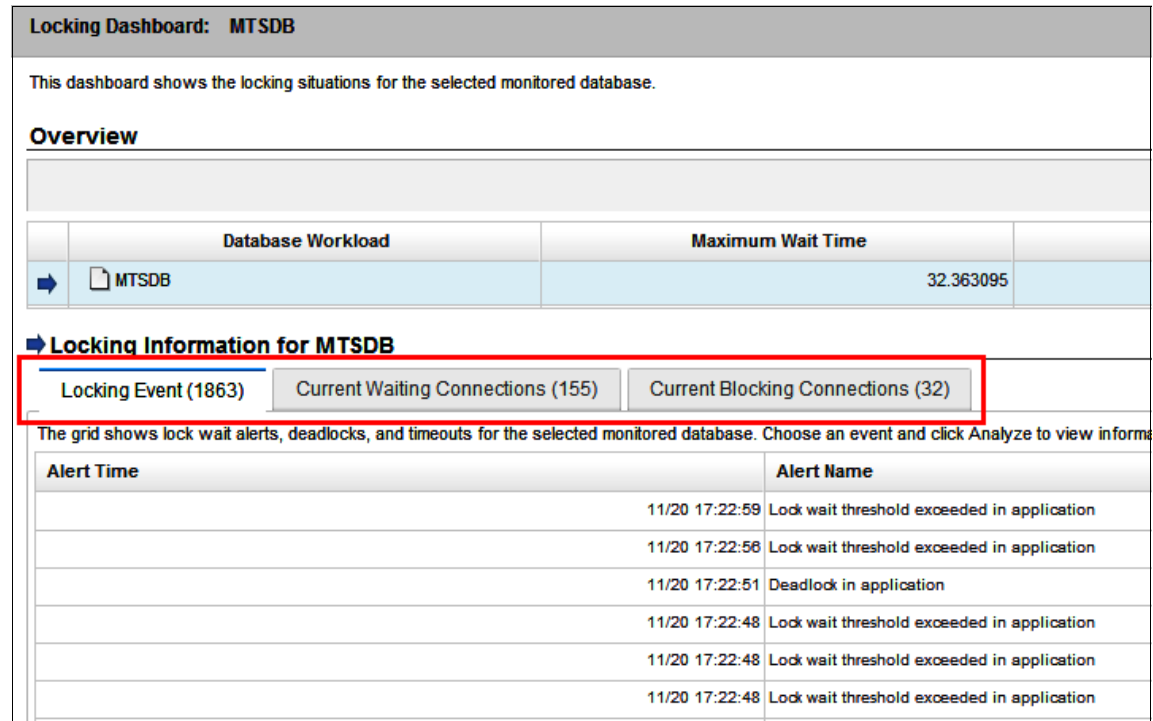 Locking Dashboard: MTSDB
This dashboard shows the locking situations for the selected monitored database.
Overview
Database Workload Maximum Wait Time
MTSDB 32.363095
Locking Information for MTSDB
Locking Event (1863) Current Waiting Connections (155) Current Blocking Connections (32)
The grid shows lock wait alerts, deadlocks, and timeouts for the selected monitored database. Choose an event and click Analyze to view informa
Alert Time Alert Name
11/20 17:22:59 Lock wait threshold exceeded in application
11/20 17:22:56 Lock wait threshold exceeded in application
11/20 17:22:51 Deadlock in application
11/20 17:22:48 Lock wait threshold exceeded in application
11/20 17:22:48 Lock wait threshold exceeded in application
11/20 17:22:48 Lock wait threshold exceeded in application